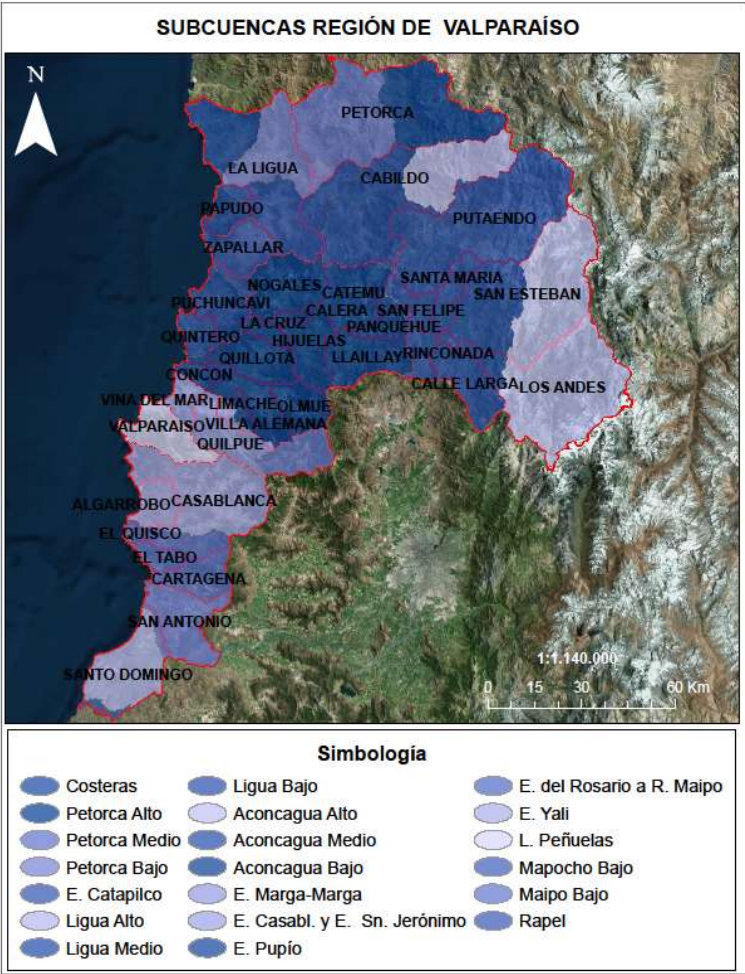 SUBCUENCAS REGIÓN DE VALPARAÍSO
N
PETORCA
LA LIGUA
CABILDO
PAPUDO
PUTAENDO
ZAPALLAR
SANTA MARIA
NOGALES
CATEMU
SAN ESTEBAN
PUCHUNCAVI
CALERA
SAN FELIPE
LA CRUZ
PANQUEHUE
QUINTERO
HIJUELAS
QUILLOTA
LLAILLAY
RINCONADA
CONCON
CALLE LARGA
LOS ANDES
VINA DEL MAR
LIMACHE
OLMUE
VALPARAISO
VILLA ALEMANA
QUILPUE
ALGARROBO
CASABLANCA
EL QUISCO
EL TABO
CARTAGENA
SAN ANTONIO
SANTO DOMINGO
1:1.140.000
0 15 30 60 Km
Simbología
Costeras
Petorca Alto
Petorca Medio
Petorca Bajo
E. Catapilco
Ligua Alto
Ligua Medio
Ligua Bajo
Aconcagua Alto
Aconcagua Medio
Aconcagua Bajo
E. Marga-Marga
E. Casabl. y E. Sn. Jerónimo
E. Pupío
E. del Rosario a R. Maipo
E. Yali
L. Peñuelas
Mapocho Bajo
Maipo Bajo
Rapel